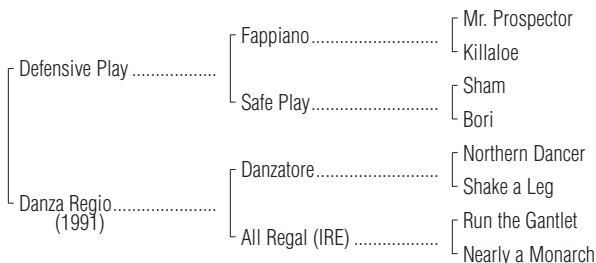 Mr. Prospector
Fappiano
Killaloe
Defensive Play
Sham
Safe Play
Bori
Northern Dancer
Danzatore
Shake a Leg
Danza Regio
(1991)
Run the Gantlet
All Regal (IRE)
Nearly a Monarch